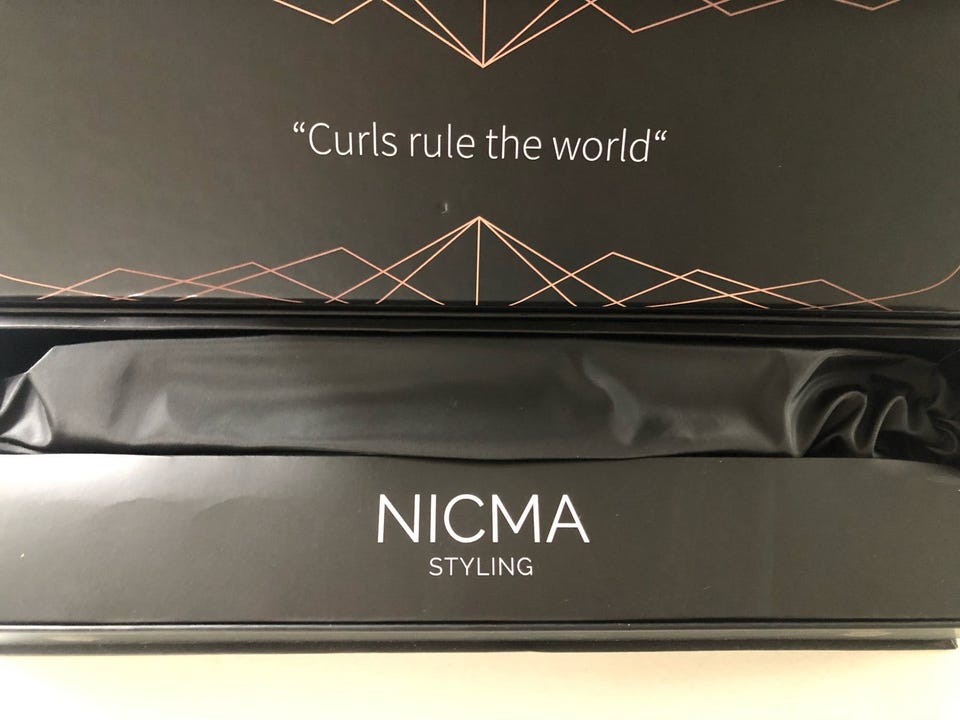 “Curls rule the world“
NICMA
STYLING